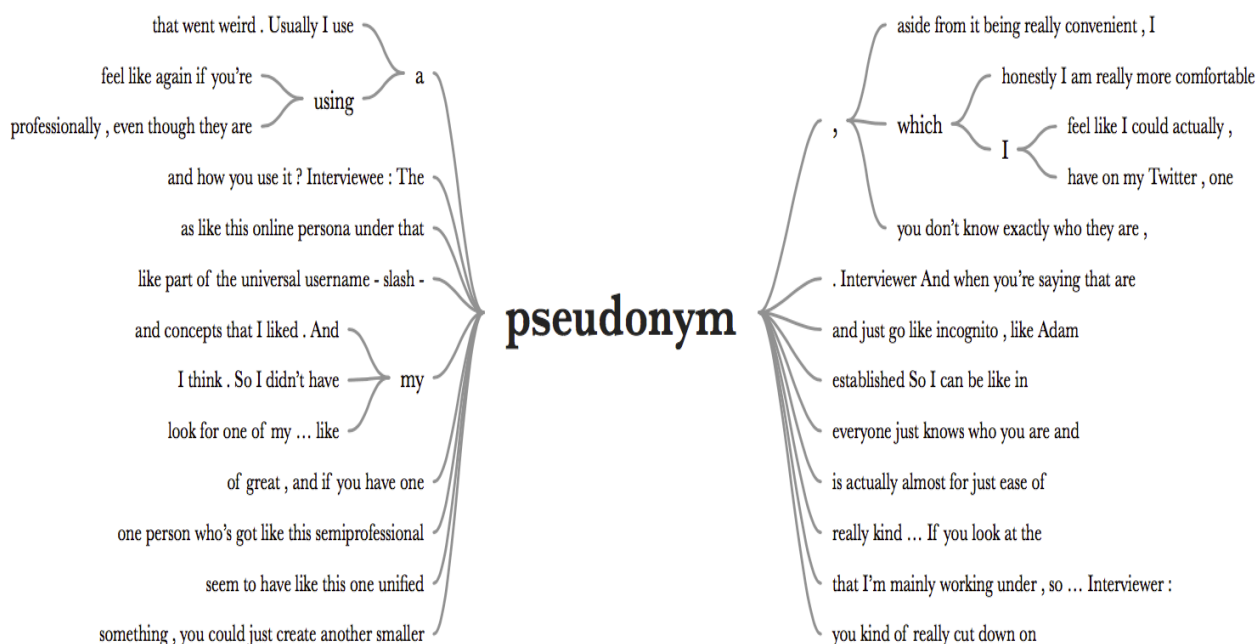 that went weird . Usually I use
feel like again if you're
professionally , even though they are
using
a
and how you use it ? Interviewee : The
as like this online persona under that
like part of the universal username - slash -
and concepts that I liked . And
I think . So I didn't have
look for one of my ... like
my
of great , and if you have one
one person who's got like this semiprofessional
seem to have like this one unified
something , you could just create another smaller
pseudonym
,
aside from it being really convenient , I
which
honestly I am really more comfortable
I
feel like I could actually ,
have on my Twitter , one
you don't know exactly who they are ,
. Interviewer And when you're saying that are
and just go like incognito , like Adam
established So I can be like in
everyone just knows who you are and
is actually almost for just ease of
really kind ... If you look at the
that I'm mainly working under , so ... Interviewer :
you kind of really cut down on